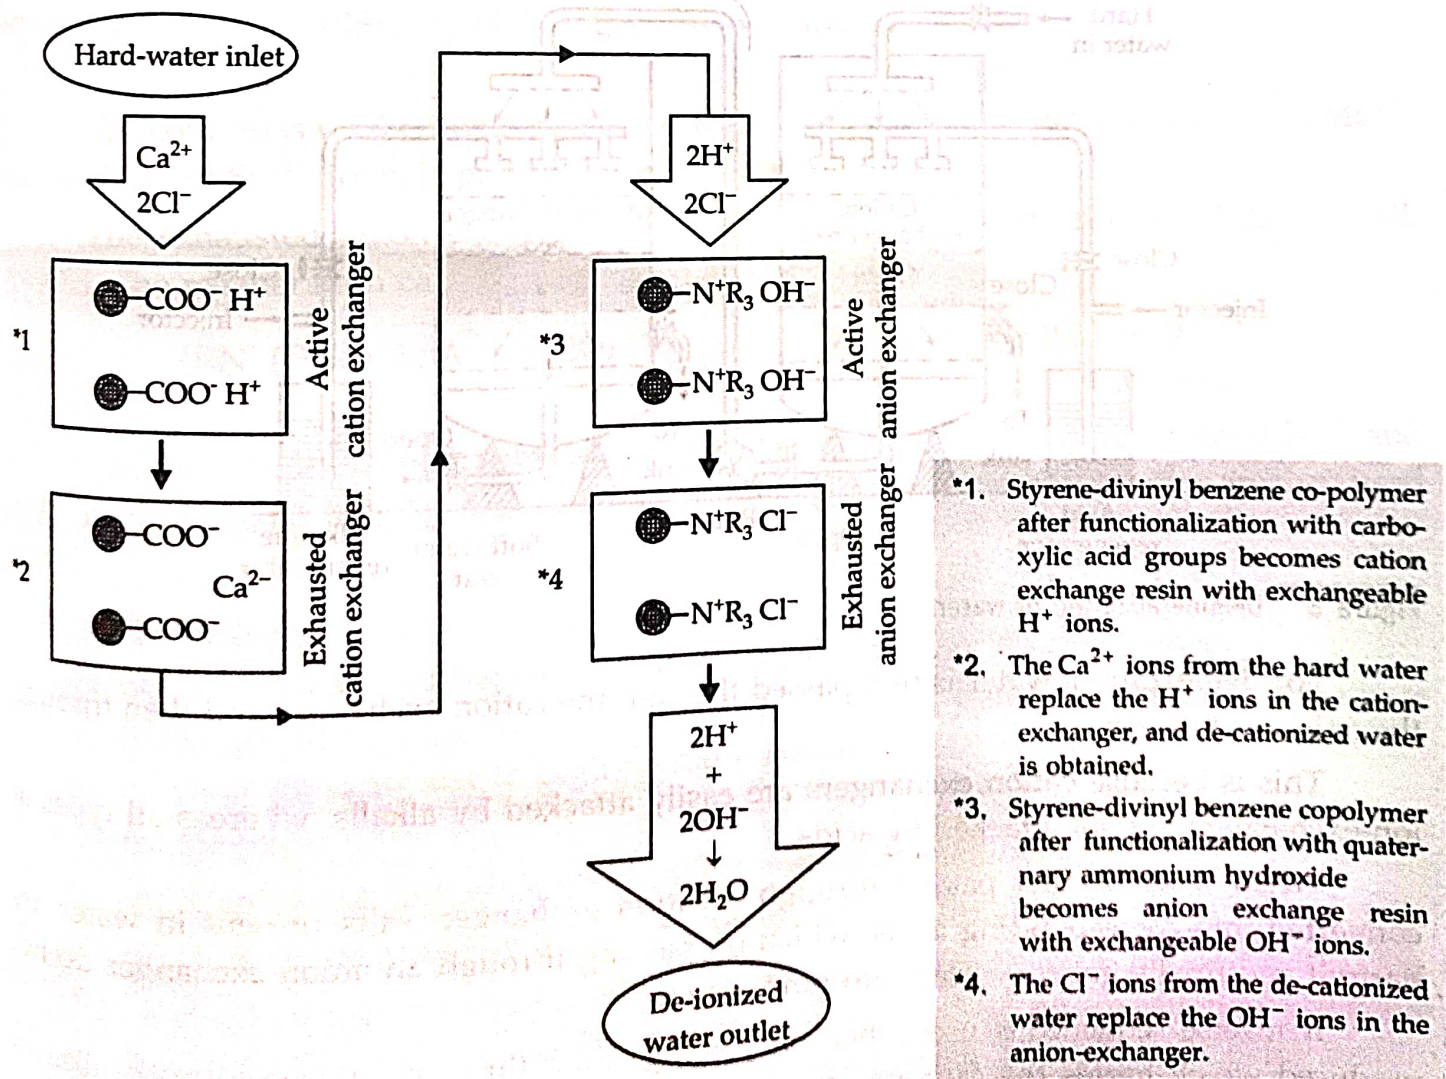 Hard-water inlet
Ca²⁺
2Cl⁻
*1
COO⁻ H⁺
COO⁻ H⁺
Active
cation exchanger
*2
COO⁻
Ca²⁻
COO⁻
Exhausted
cation exchanger
2H⁺
2Cl⁻
*3
N⁺R₃ OH⁻
N⁺R₃ OH⁻
Active
anion exchanger
*4
N⁺R₃ Cl⁻
N⁺R₃ Cl⁻
Exhausted
anion exchanger
2H⁺
+
2OH⁻
↓
2H₂O
De-ionized
water outlet
*1. Styrene-divinyl benzene co-polymer
after functionalization with carbo-
xylic acid groups becomes cation
exchange resin with exchangeable
H⁺ ions.
*2. The Ca²⁺ ions from the hard water
replace the H⁺ ions in the cation-
exchanger, and de-cationized water
is obtained.
*3. Styrene-divinyl benzene copolymer
after functionalization with quater-
nary ammonium hydroxide
becomes anion exchange resin
with exchangeable OH⁻ ions.
*4. The Cl⁻ ions from the de-cationized
water replace the OH⁻ ions in the
anion-exchanger.